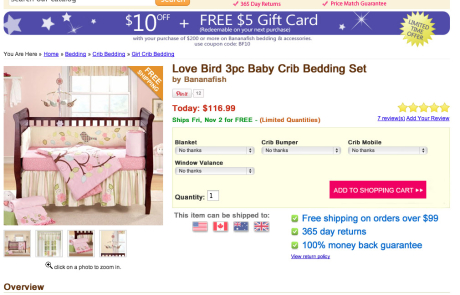 SEARCH
365 Day Returns
Price Match Guarantee
$10 OFF + FREE $5 Gift Card
(Redeemable on your next purchase)
with your purchase of $200 or more on Bananafish bedding & accessories.
use coupon code: BF10
LIMITED TIME OFFER
You Are Here » Home » Bedding » Crib Bedding » Girl Crib Bedding
FREE SHIPPING
Love Bird 3pc Baby Crib Bedding Set
by Bananafish
Pin it 12
Today: $116.99
Ships Fri, Nov 2 for FREE - (Limited Quantities)
7 review(s) Add Your Review
Blanket
Crib Bumper
Crib Mobile
No thanks
No thanks
No thanks
Window Valance
No thanks
Quantity: 1
ADD TO SHOPPING CART
This item can be shipped to:
Free shipping on orders over $99
365 day returns
100% money back guarantee
View return policy
click on a photo to zoom in.
Overview